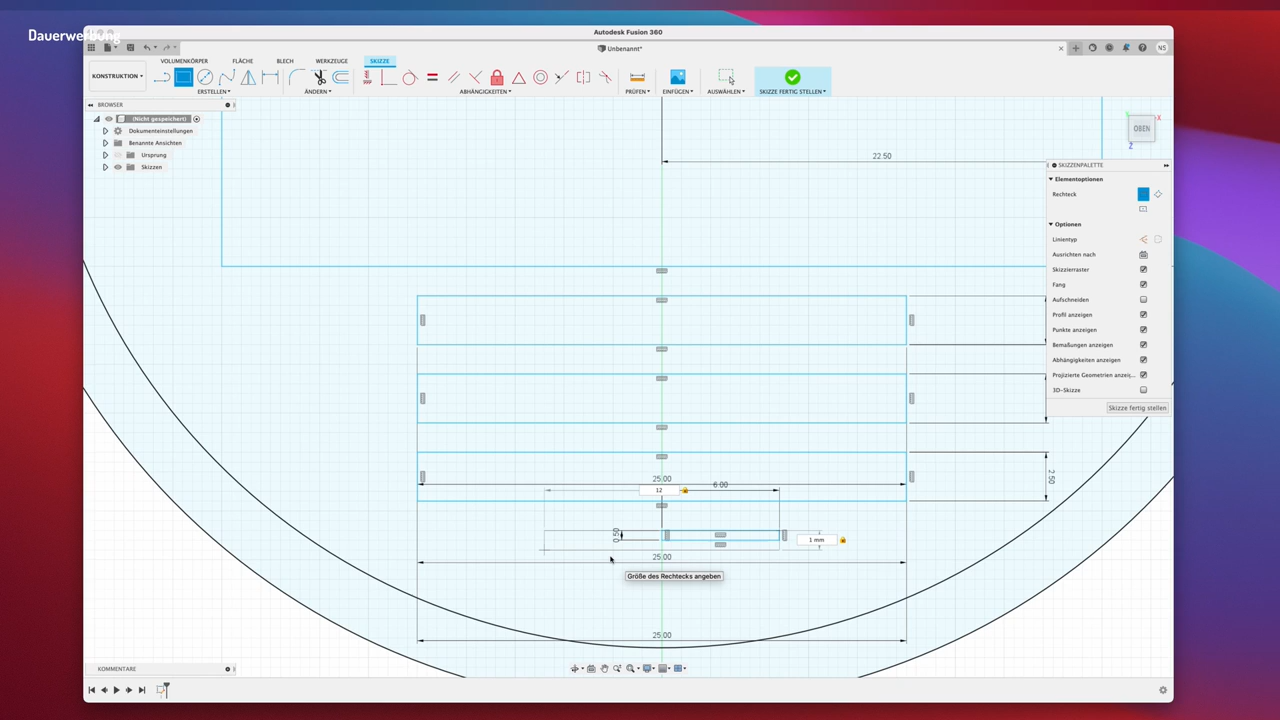 Dauerwerbung
Autodesk Fusion 360
Unbenannt*
N5
KONSTRUKTION
VOLUMENKÖRPER
FLÄCHE
BLECH
WERKZEUGE
SKIZZE
ERSTELLEN
ÄNDERN
ABHÄNGIGKEITEN
PRÜFEN
EINFÜGEN
AUSWÄHLEN
SKIZZE FERTIG STELLEN
BROWSER
(Nicht gespeichert)
Dokumenteinstellungen
Benannte Ansichten
Ursprung
Skizzen
OBEN
X
Z
22.50
SKIZZENPALETTE
Elementoptionen
Rechteck
Optionen
Linientyp
Ausrichten nach
Skizzierraster
Fang
Aufschneiden
Profil anzeigen
Punkte anzeigen
Bemaßungen anzeigen
Abhängigkeiten anzeigen
Projizierte Geometrien anzeig...
3D-Skizze
Skizze fertig stellen
25.00
6.00
12
2.50
0.50
1 mm
25.00
Größe des Rechtecks angeben
25.00
KOMMENTARE